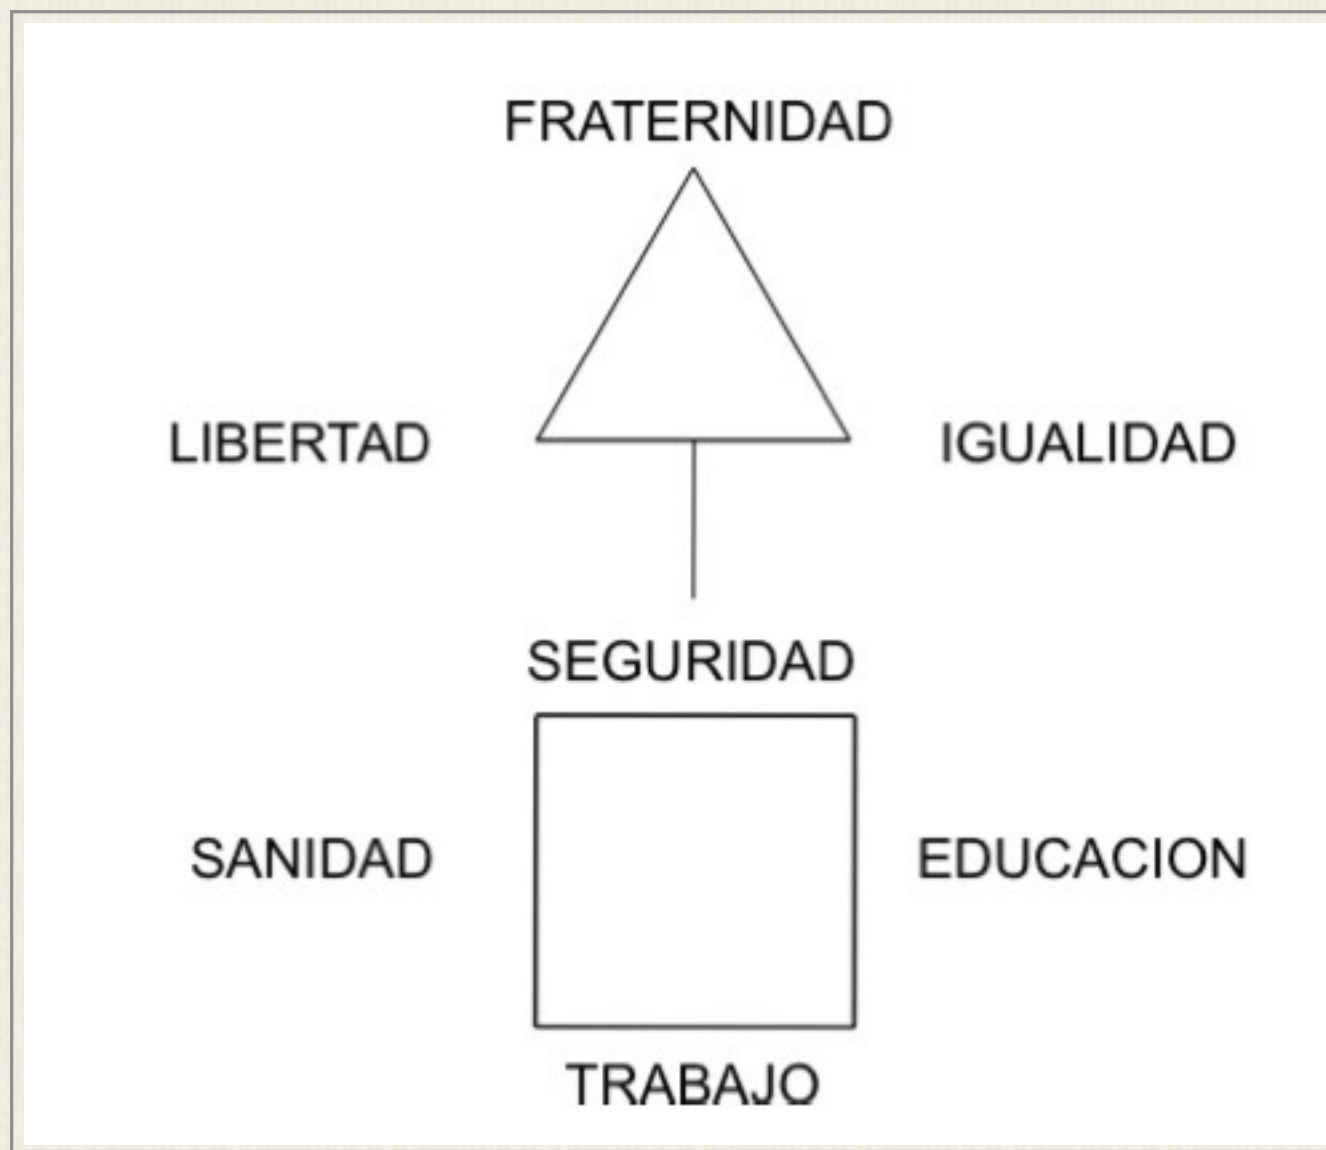 FRATERNIDAD
LIBERTAD IGUALIDAD
SEGURIDAD
SANIDAD EDUCACION
TRABAJO